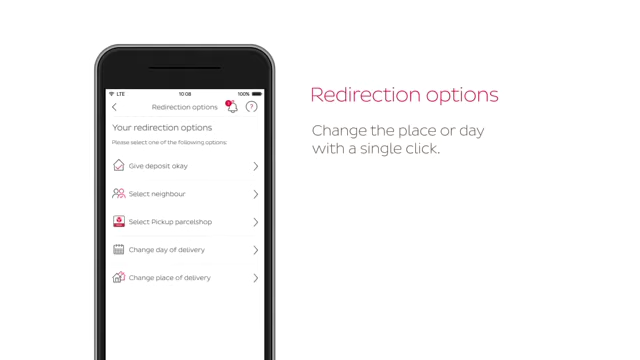 LTE 10:08 100%
Redirection options
Your redirection options
Please select one of the following options:
Give deposit okay
Select neighbour
Select Pickup parcelshop
Change day of delivery
Change place of delivery
Redirection options
Change the place or day
with a single click.